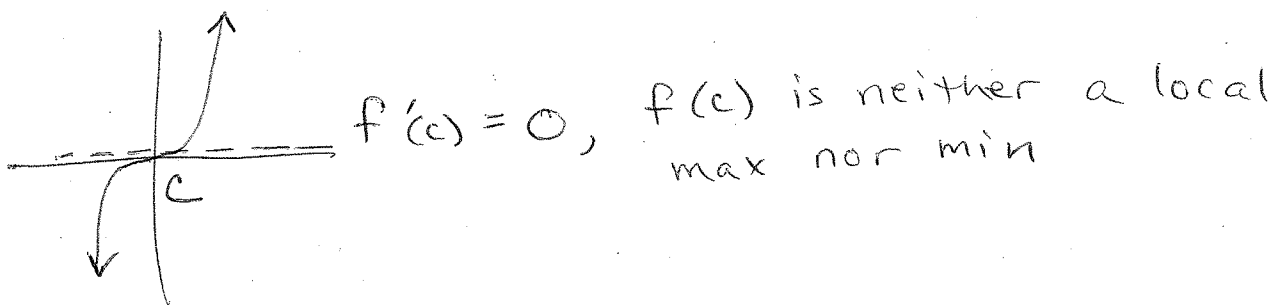 f'(c) = 0, f(c) is neither a local
max nor min
c